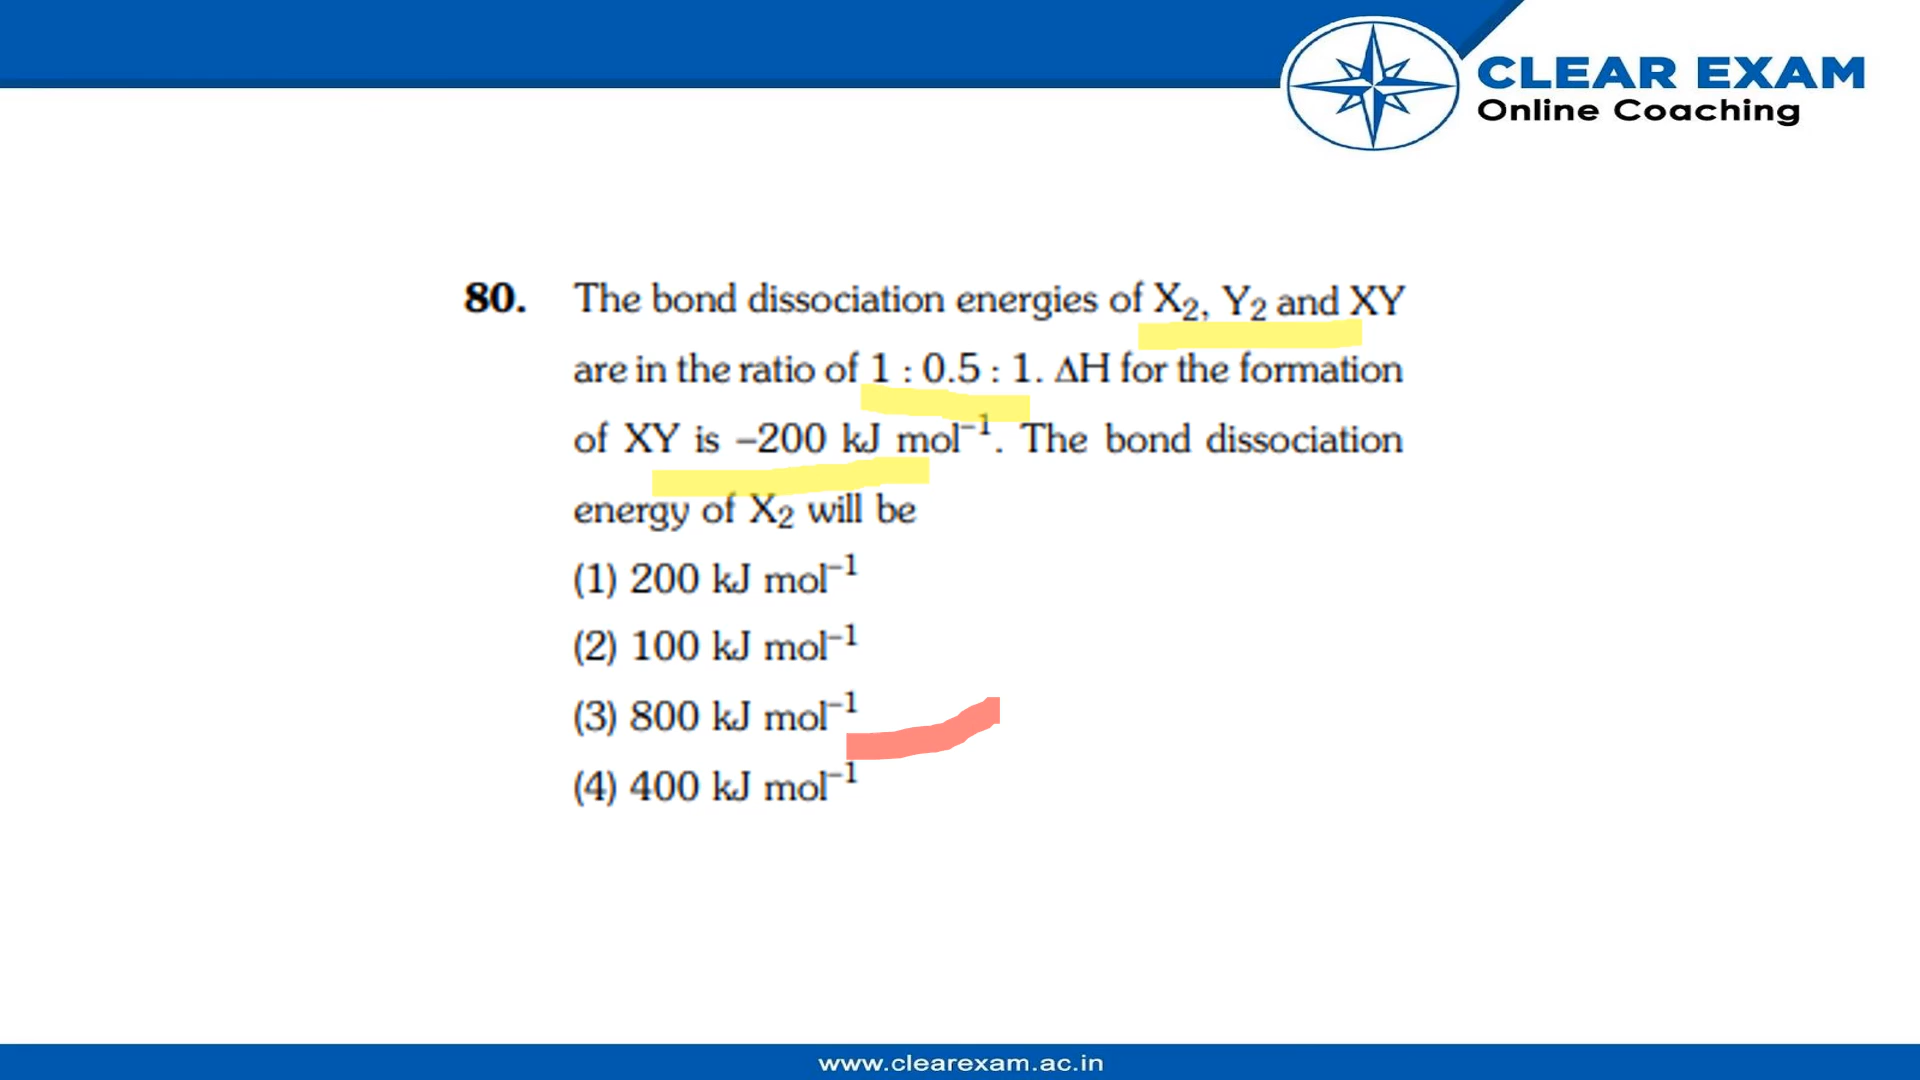 CLEAR EXAM
Online Coaching
80. The bond dissociation energies of X₂, Y₂ and XY
are in the ratio of 1 : 0.5 : 1. ΔH for the formation
of XY is –200 kJ mol⁻¹. The bond dissociation
energy of X₂ will be
(1) 200 kJ mol⁻¹
(2) 100 kJ mol⁻¹
(3) 800 kJ mol⁻¹
(4) 400 kJ mol⁻¹
www.clearexam.ac.in